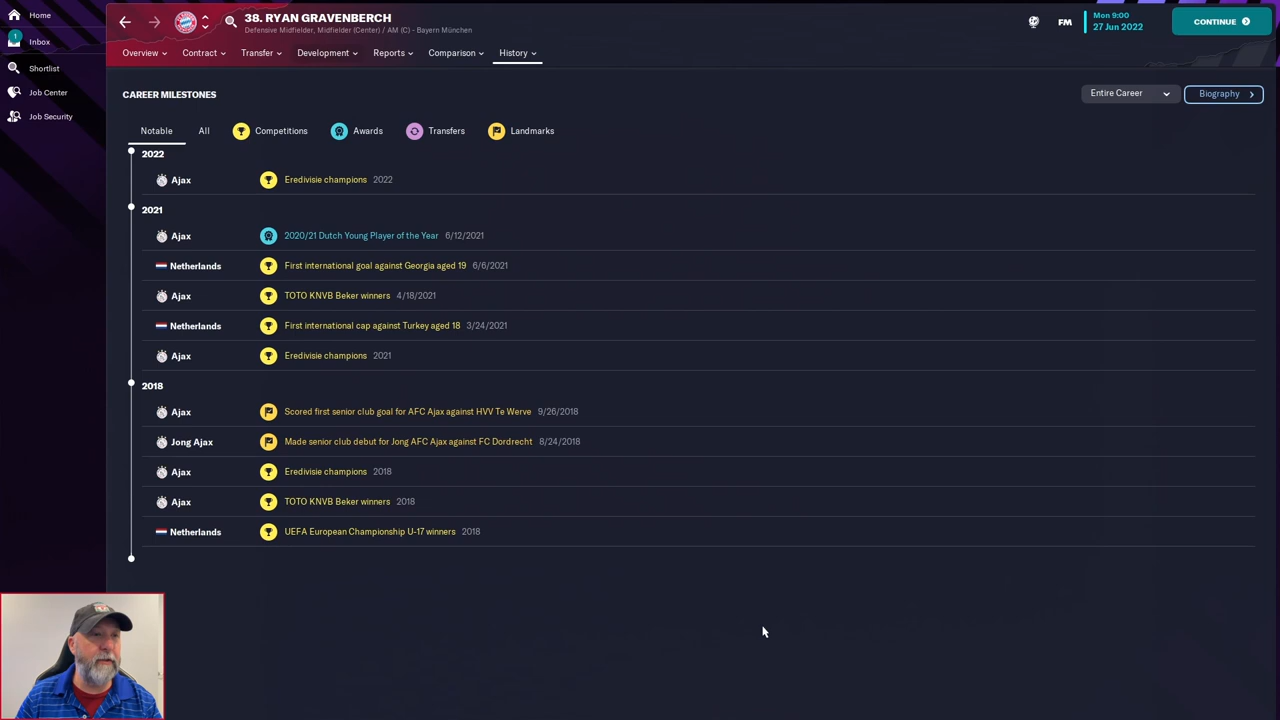 Home
38. RYAN GRAVENBERCH
Defensive Midfielder, Midfielder (Center) / AM (C) - Bayern München
FM
Mon 9:00
27 Jun 2022
CONTINUE
1
Inbox
Overview
Contract
Transfer
Development
Reports
Comparison
History
Shortlist
Job Center
Job Security
CAREER MILESTONES
Entire Career
Biography
Notable
All
Competitions
Awards
Transfers
Landmarks
2022
Ajax Eredivisie champions 2022
2021
Ajax 2020/21 Dutch Young Player of the Year 6/12/2021
Netherlands First international goal against Georgia aged 19 6/6/2021
Ajax TOTO KNVB Beker winners 4/18/2021
Netherlands First international cap against Turkey aged 18 3/24/2021
Ajax Eredivisie champions 2021
2018
Ajax Scored first senior club goal for AFC Ajax against HVV Te Werve 9/26/2018
Jong Ajax Made senior club debut for Jong AFC Ajax against FC Dordrecht 8/24/2018
Ajax Eredivisie champions 2018
Ajax TOTO KNVB Beker winners 2018
Netherlands UEFA European Championship U-17 winners 2018